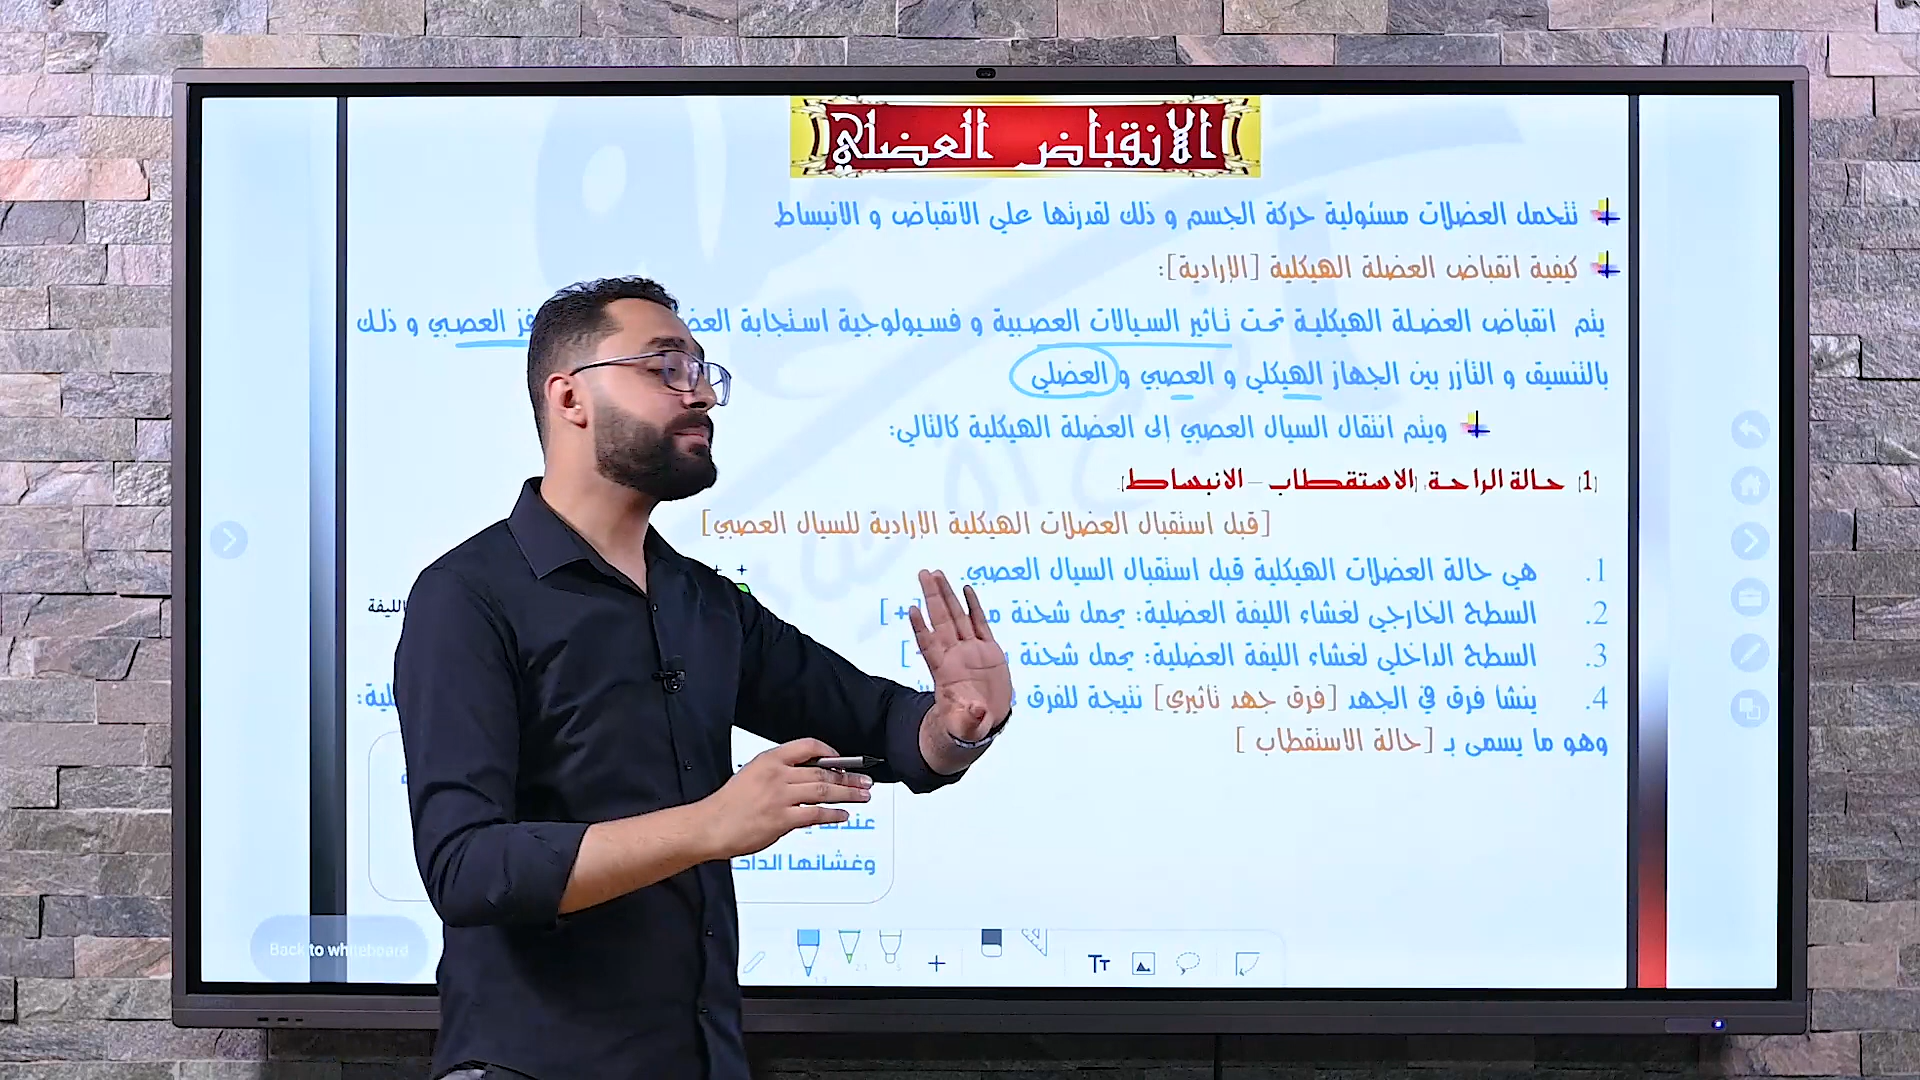 الانقباض العضلي
تتحمل العضلات مسئولية حركة الجسم و ذلك لقدرتها علي الانقباض و الانبساط
كيفية انقباض العضلة الهيكلية [الإرادية]:
يتم انقباض العضلة الهيكلية تحت تأثير السيالات العصبية و فسيولوجية استجابة العصبي و ذلك
بالتنسيق و التأزر بين الجهاز الهيكلي و العصبي و العضلي
ويتم انتقال السيال العصبي إلى العضلة الهيكلية كالتالي:
(1) حالة الراحة (الاستقطاب – الانبساط)
[قبل استقبال العضلات الهيكلية الإرادية للسيال العصبي]
1. هي حالة العضلات الهيكلية قبل استقبال السيال العصبي.
2. السطح الخارجي لغشاء الليفة العضلية: يحمل شحنة [+]
3. السطح الداخلي لغشاء الليفة العضلية: يحمل شحنة
4. ينشأ فرق في الجهد [فرق جهد تأثيري] نتيجة للفرق
وهو ما يسمى بـ [حالة الاستقطاب ]
الليفة
وغشائها
Back to whiteboard
Tт